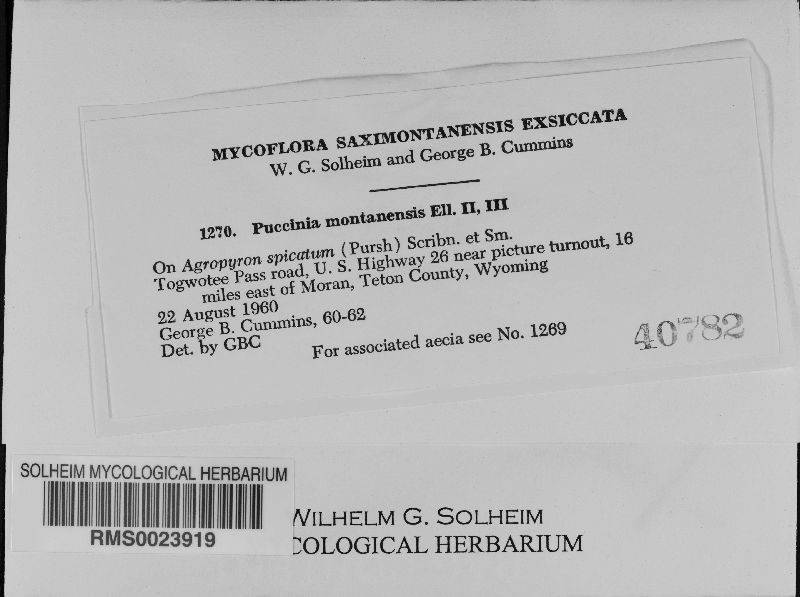 MYCOFLORA SAXIMONTANENSIS EXSICCATA
W. G. Solheim and George B. Cummins
1270. Puccinia montanensis Ell. II, III
On Agropyron spicatum (Pursh) Scribn. et Sm.
Togwotee Pass road, U. S. Highway 26 near picture turnout, 16
miles east of Moran, Teton County, Wyoming
22 August 1960
George B. Cummins, 60-62
Det. by GBC
For associated aecia see No. 1269
40782
SOLHEIM MYCOLOGICAL HERBARIUM
RMS0023919
WILHELM G. SOLHEIM
COLOGICAL HERBARIUM